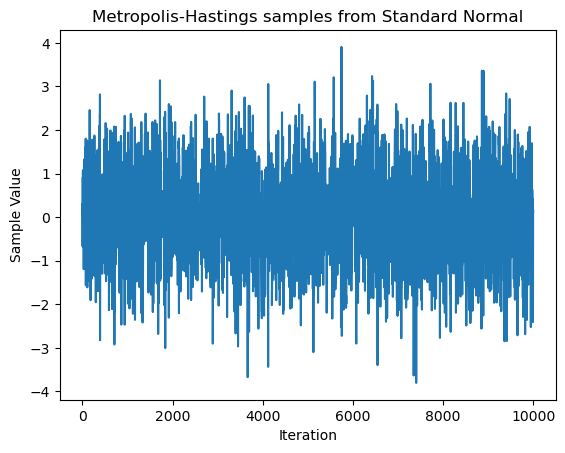 Metropolis-Hastings samples from Standard Normal
4
3
2
1
0
−1
−2
−3
−4
Sample Value
0 2000 4000 6000 8000 10000
Iteration